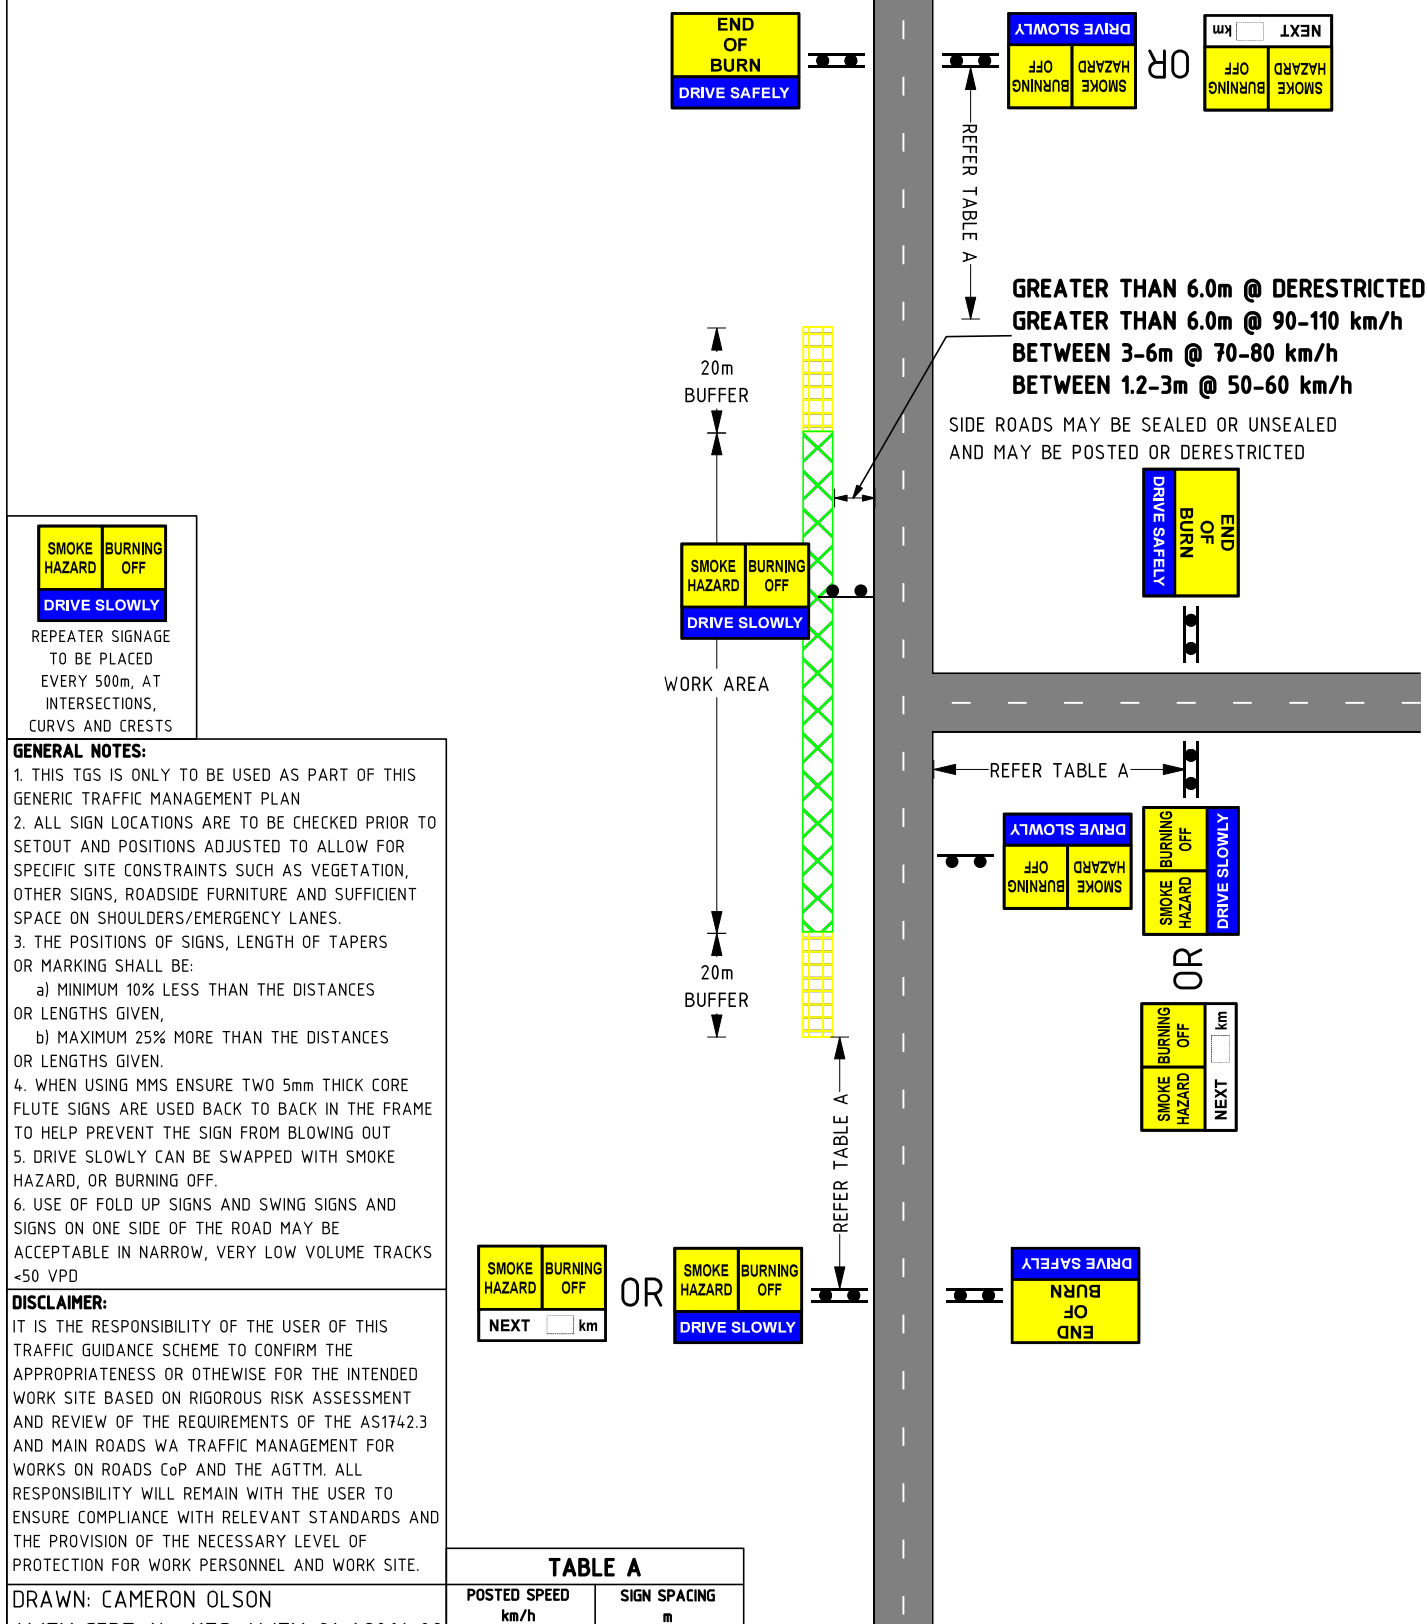 END
OF
BURN
DRIVE SAFELY
DRIVE SLOWLY
SMOKE HAZARD
BURNING OFF
OR
NEXT km
SMOKE HAZARD
BURNING OFF
REFER TABLE A
GREATER THAN 6.0m @ DERESTRICTED
GREATER THAN 6.0m @ 90-110 km/h
BETWEEN 3-6m @ 70-80 km/h
BETWEEN 1.2-3m @ 50-60 km/h
SIDE ROADS MAY BE SEALED OR UNSEALED
AND MAY BE POSTED OR DERESTRICTED
20m
BUFFER
END
OF
BURN
DRIVE SAFELY
SMOKE HAZARD
BURNING OFF
DRIVE SLOWLY
WORK AREA
SMOKE HAZARD
BURNING OFF
DRIVE SLOWLY
REPEATER SIGNAGE
TO BE PLACED
EVERY 500m, AT
INTERSECTIONS,
CURVS AND CRESTS
REFER TABLE A
DRIVE SLOWLY
SMOKE HAZARD
BURNING OFF
SMOKE HAZARD
BURNING OFF
DRIVE SLOWLY
OR
SMOKE HAZARD
BURNING OFF
NEXT km
20m
BUFFER
REFER TABLE A
SMOKE HAZARD
BURNING OFF
NEXT km
OR
SMOKE HAZARD
BURNING OFF
DRIVE SLOWLY
DRIVE SAFELY
END
OF
BURN
GENERAL NOTES:
1. THIS TGS IS ONLY TO BE USED AS PART OF THIS
GENERIC TRAFFIC MANAGEMENT PLAN
2. ALL SIGN LOCATIONS ARE TO BE CHECKED PRIOR TO
SETOUT AND POSITIONS ADJUSTED TO ALLOW FOR
SPECIFIC SITE CONSTRAINTS SUCH AS VEGETATION,
OTHER SIGNS, ROADSIDE FURNITURE AND SUFFICIENT
SPACE ON SHOULDERS/EMERGENCY LANES.
3. THE POSITIONS OF SIGNS, LENGTH OF TAPERS
OR MARKING SHALL BE:
a) MINIMUM 10% LESS THAN THE DISTANCES
OR LENGTHS GIVEN,
b) MAXIMUM 25% MORE THAN THE DISTANCES
OR LENGTHS GIVEN.
4. WHEN USING MMS ENSURE TWO 5mm THICK CORE
FLUTE SIGNS ARE USED BACK TO BACK IN THE FRAME
TO HELP PREVENT THE SIGN FROM BLOWING OUT
5. DRIVE SLOWLY CAN BE SWAPPED WITH SMOKE
HAZARD, OR BURNING OFF.
6. USE OF FOLD UP SIGNS AND SWING SIGNS AND
SIGNS ON ONE SIDE OF THE ROAD MAY BE
ACCEPTABLE IN NARROW, VERY LOW VOLUME TRACKS
<50 VPD
DISCLAIMER:
IT IS THE RESPONSIBILITY OF THE USER OF THIS
TRAFFIC GUIDANCE SCHEME TO CONFIRM THE
APPROPRIATENESS OR OTHEWISE FOR THE INTENDED
WORK SITE BASED ON RIGOROUS RISK ASSESSMENT
AND REVIEW OF THE REQUIREMENTS OF THE AS1742.3
AND MAIN ROADS WA TRAFFIC MANAGEMENT FOR
WORKS ON ROADS CoP AND THE AGTTM. ALL
RESPONSIBILITY WILL REMAIN WITH THE USER TO
ENSURE COMPLIANCE WITH RELEVANT STANDARDS AND
THE PROVISION OF THE NECESSARY LEVEL OF
PROTECTION FOR WORK PERSONNEL AND WORK SITE.
DRAWN: CAMERON OLSON
TABLE A
POSTED SPEED
km/h
SIGN SPACING
m